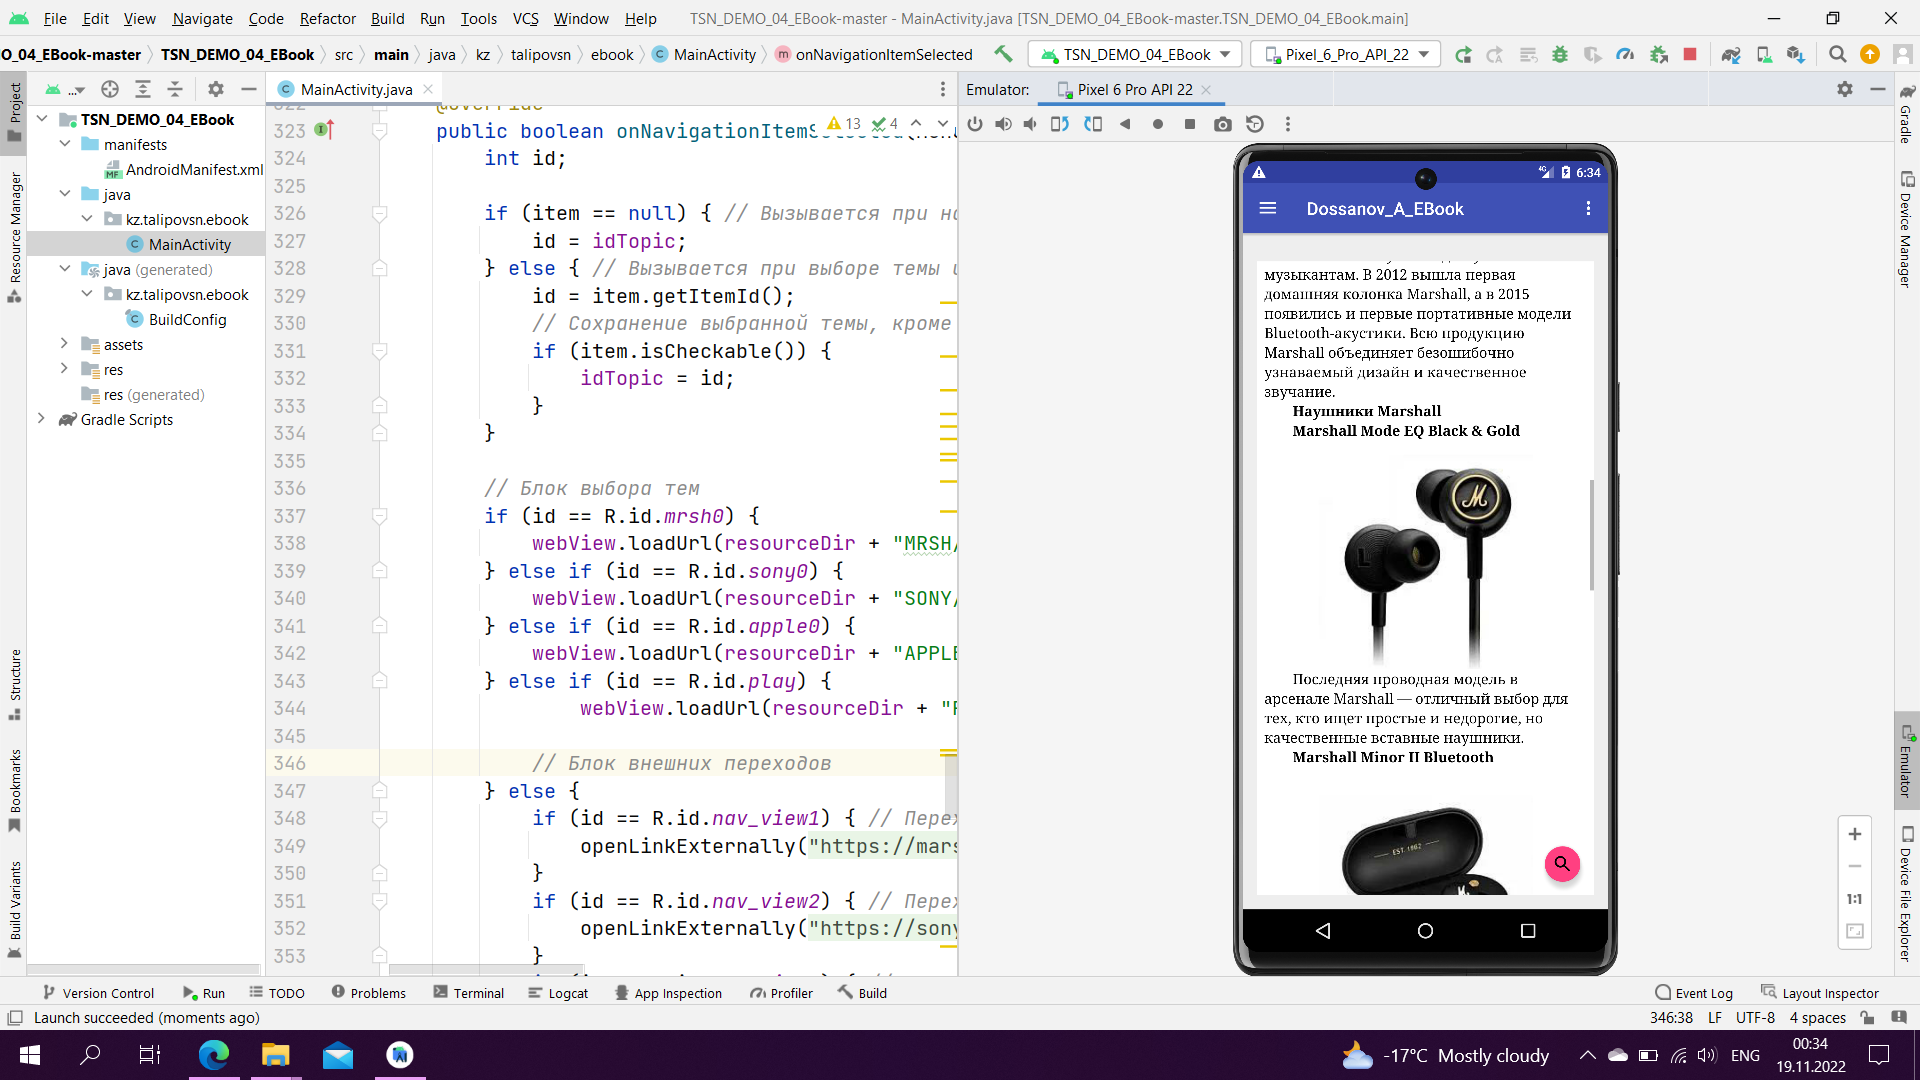 File Edit View Navigate Code Refactor Build Run Tools VCS Window Help TSN_DEMO_04_EBook-master - MainActivity.java [TSN_DEMO_04_EBook-master.TSN_DEMO_04_EBook.main]
O_04_EBook-master TSN_DEMO_04_EBook src main java kz talipovsn ebook MainActivity onNavigationItemSelected TSN_DEMO_04_EBook Pixel_6_Pro_API_22
MainActivity.java
Emulator: Pixel 6 Pro API 22
Project
Resource Manager
Structure
Bookmarks
Build Variants
TSN_DEMO_04_EBook
manifests
AndroidManifest.xml
java
kz.talipovsn.ebook
MainActivity
java (generated)
kz.talipovsn.ebook
BuildConfig
assets
res
res (generated)
Gradle Scripts
13 4
322 @Override
323 public boolean onNavigationItemSelected(
324 int id;
325
326 if (item == null) { // Вызывается при
327 id = idTopic;
328 } else { // Вызывается при выборе темы
329 id = item.getItemId();
330 // Сохранение выбранной темы, кроме
331 if (item.isCheckable()) {
332 idTopic = id;
333 }
334 }
335
336 // Блок выбора тем
337 if (id == R.id.mrsh0) {
338 webView.loadUrl(resourceDir + "MRSH/
339 } else if (id == R.id.sony0) {
340 webView.loadUrl(resourceDir + "SONY/
341 } else if (id == R.id.apple0) {
342 webView.loadUrl(resourceDir + "APPLE
343 } else if (id == R.id.play) {
344 webView.loadUrl(resourceDir + "
345
346 // Блок внешних переходов
347 } else {
348 if (id == R.id.nav_view1) { // Пере
349 openLinkExternally("https://mars
350 }
351 if (id == R.id.nav_view2) { // Пере
352 openLinkExternally("https://sony
353 }
4G 6:34
Dossanov_A_EBook
музыкантам. В 2012 вышла первая
домашняя колонка Marshall, а в 2015
появились и первые портативные модели
Bluetooth-акустики. Всю продукцию
Marshall объединяет безошибочно
узнаваемый дизайн и качественное
звучание.
Наушники Marshall
Marshall Mode EQ Black & Gold
M
L
Последняя проводная модель в
арсенале Marshall — отличный выбор для
тех, кто ищет простые и недорогие, но
качественные вставные наушники.
Marshall Minor II Bluetooth
EST. 1962
1:1
Gradle
Device Manager
Emulator
Device File Explorer
Version Control Run TODO Problems Terminal Logcat App Inspection Profiler Build Event Log Layout Inspector
Launch succeeded (moments ago) 346:38 LF UTF-8 4 spaces
-17°C Mostly cloudy ENG 00:34
19.11.2022